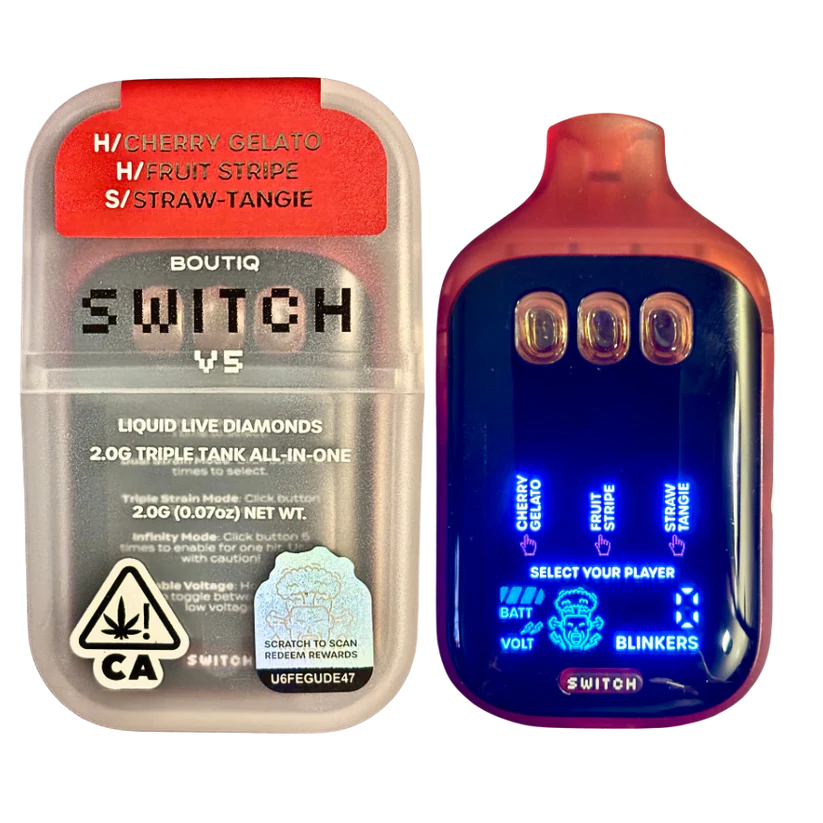 H/CHERRY GELATO
H/FRUIT STRIPE
S/STRAW-TANGIE
BOUTIQ
SWITCH
V5
LIQUID LIVE DIAMONDS
2.0G TRIPLE TANK ALL-IN-ONE
times to select.
Triple Strain Mode: Click button
2.0G (0.07oz) NET WT.
Infinity Mode: Click button 5
times to enable for one hit.
with caution!
Voltage:
toggle
low
CA
SCRATCH TO SCAN
REDEEM REWARDS
U6FEGUDE47
SWITCH
CHERRY
GELATO
FRUIT
STRIPE
STRAW
TANGIE
SELECT YOUR PLAYER
BATT
VOLT
0
BLINKERS
SWITCH